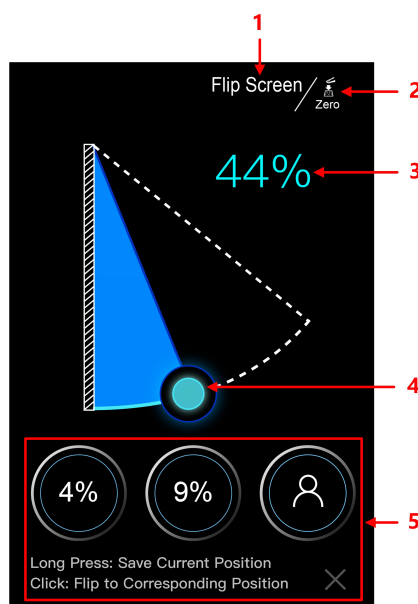 1
Flip Screen
2
Zero
44%
3
4
4%
9%
5
Long Press: Save Current Position
Click: Flip to Corresponding Position